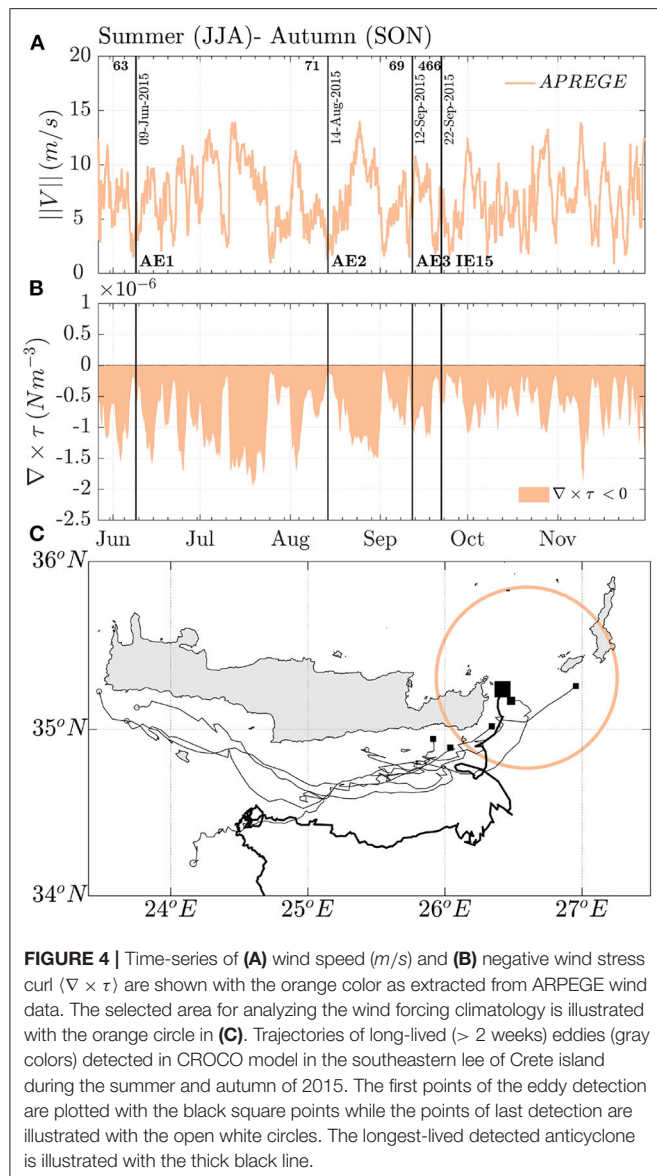 A Summer (JJA)- Autumn (SON)
20
15
10
5
0
||V|| (m/s)
63
71
69
466
APREGE
09-Jun-2015
14-Aug-2015
12-Sep-2015
22-Sep-2015
AE1
AE2
AE3 IE15
B
×10⁻⁶
1
0.5
0
-0.5
-1
-1.5
-2
-2.5
∇ × τ (Nm⁻³)
∇ × τ < 0
Jun Jul Aug Sep Oct Nov
C
36°N
35°N
34°N
24°E 25°E 26°E 27°E
FIGURE 4 | Time-series of (A) wind speed (m/s) and (B) negative wind stress
curl ⟨∇ × τ⟩ are shown with the orange color as extracted from ARPEGE wind
data. The selected area for analyzing the wind forcing climatology is illustrated
with the orange circle in (C). Trajectories of long-lived (> 2 weeks) eddies (gray
colors) detected in CROCO model in the southeastern lee of Crete island
during the summer and autumn of 2015. The first points of the eddy detection
are plotted with the black square points while the points of last detection are
illustrated with the open white circles. The longest-lived detected anticyclone
is illustrated with the thick black line.